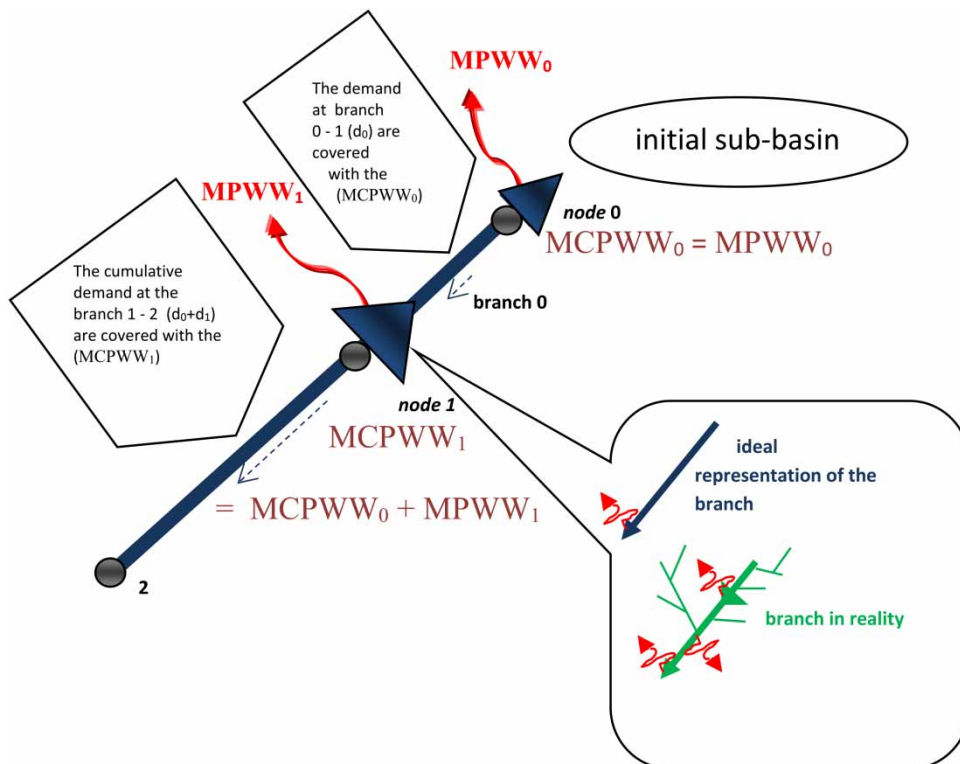 MPWW₀
The demand
at branch
0 - 1 (d₀) are
covered
with the
(MCPWW₀)
initial sub-basin
MPWW₁
node 0
MCPWW₀ = MPWW₀
The cumulative
demand at the
branch 1 - 2 (d₀+d₁)
are covered with the
(MCPWW₁)
branch 0
node 1
MCPWW₁
= MCPWW₀ + MPWW₁
2
ideal
representation of the
branch
branch in reality